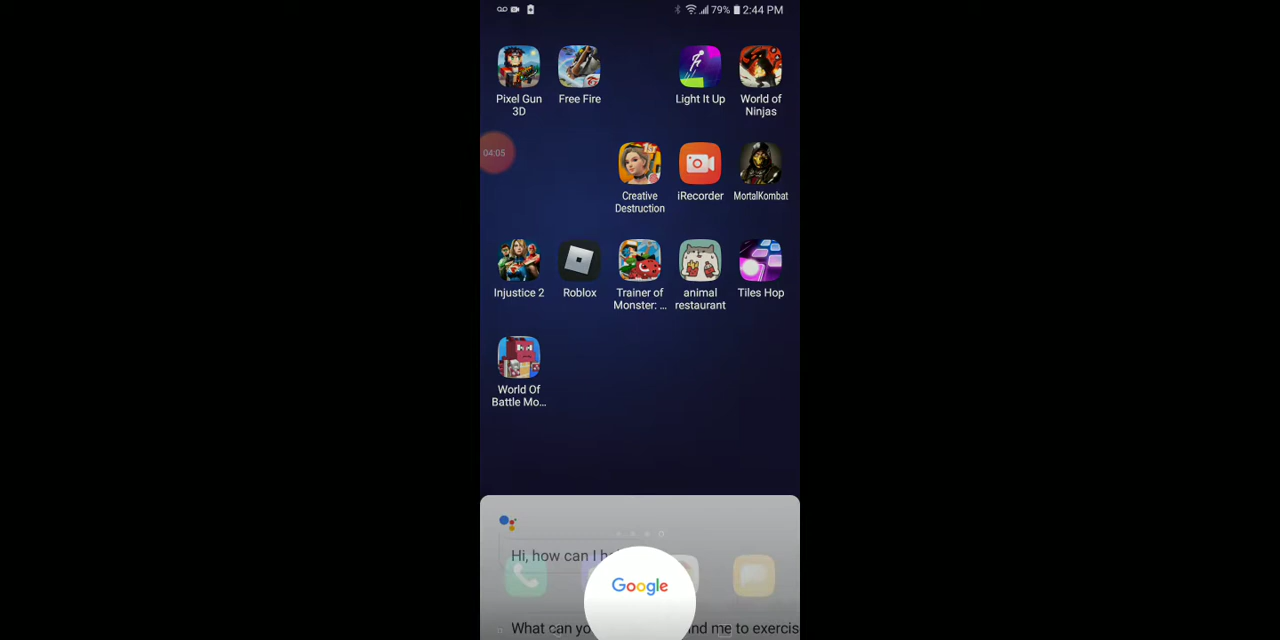 79% 2:44 PM
Pixel Gun 3D
Free Fire
Light It Up
World of Ninjas
04:05
Creative Destruction
iRecorder
MortalKombat
Injustice 2
Roblox
Trainer of Monster: ...
animal restaurant
Tiles Hop
World Of Battle Mo...
Hi, how can I
Google
What can
me to exercis